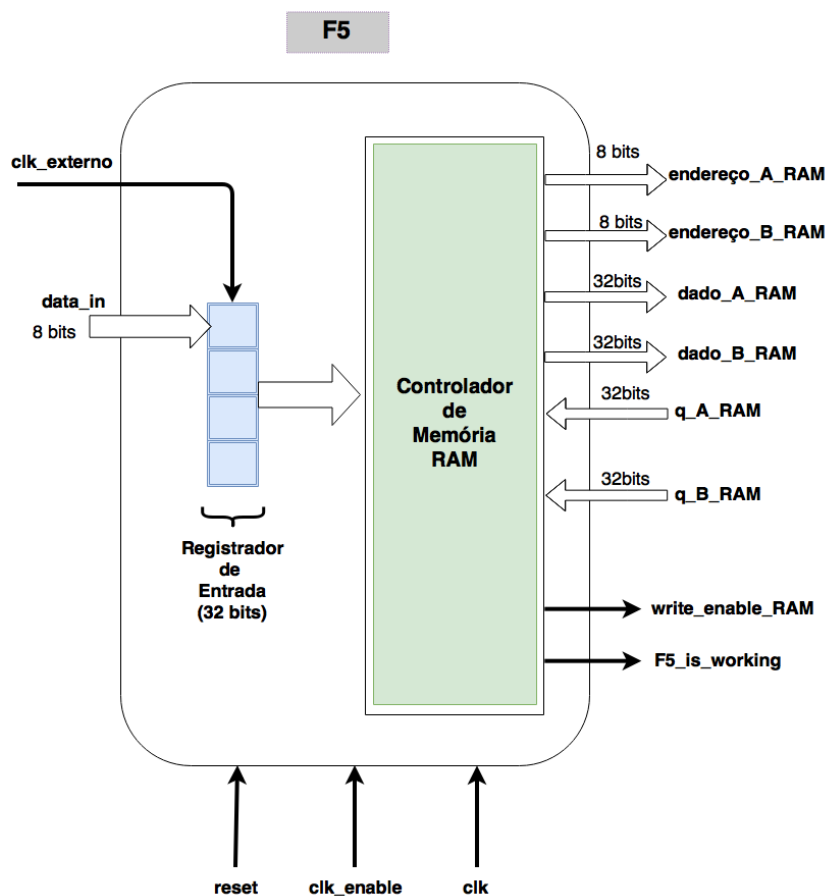 F5
clk_externo
data_in
8 bits
Registrador
de
Entrada
(32 bits)
Controlador
de
Memória
RAM
8 bits
endereço_A_RAM
8 bits
endereço_B_RAM
32bits
dado_A_RAM
32bits
dado_B_RAM
32bits
q_A_RAM
32bits
q_B_RAM
write_enable_RAM
F5_is_working
reset
clk_enable
clk